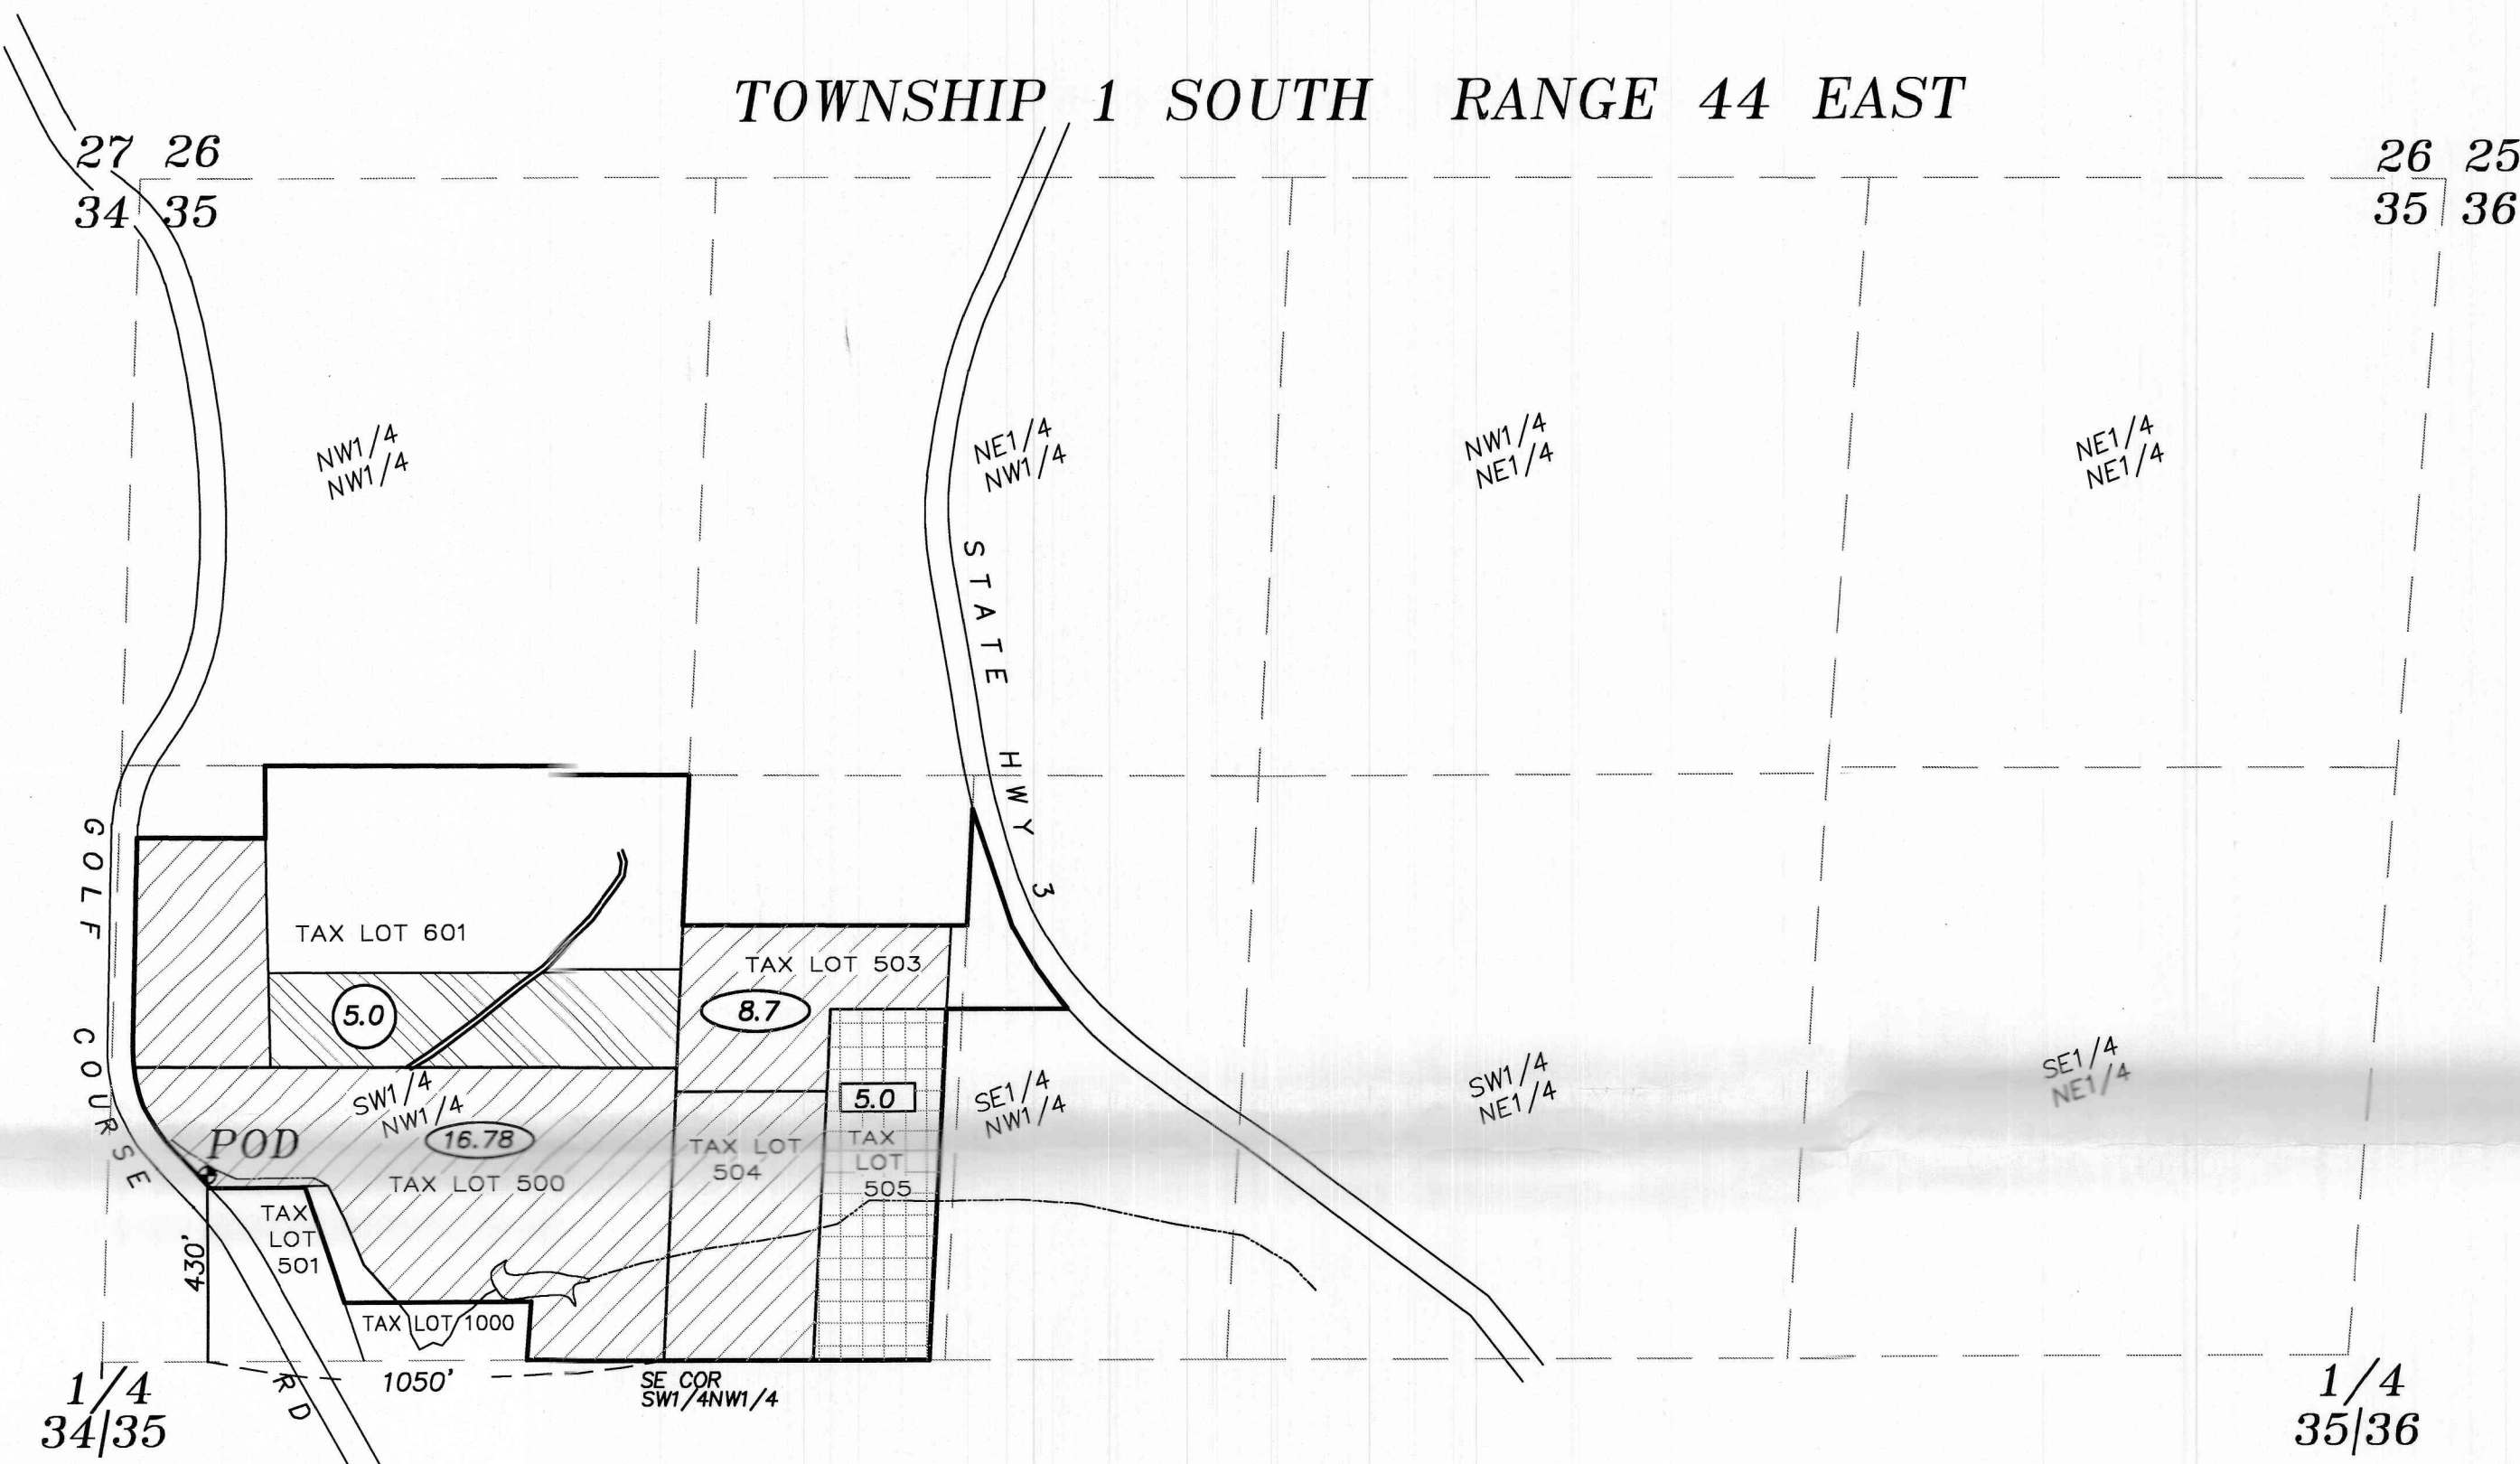 TOWNSHIP 1 SOUTH RANGE 44 EAST
27 26
34 35
26 25
35 36
NW1/4
NW1/4
NE1/4
NW1/4
NW1/4
NE1/4
NE1/4
NE1/4
STATE HWY 3
GOLF COURSE RD
TAX LOT 601
5.0
TAX LOT 503
8.7
SW1/4
NW1/4
16.78
TAX LOT 500
POD
TAX LOT
504
5.0
TAX
LOT
505
SE1/4
NW1/4
SW1/4
NE1/4
SE1/4
NE1/4
TAX
LOT
501
430'
TAX LOT 1000
1050'
SE COR
SW1/4NW1/4
1/4
34|35
1/4
35|36